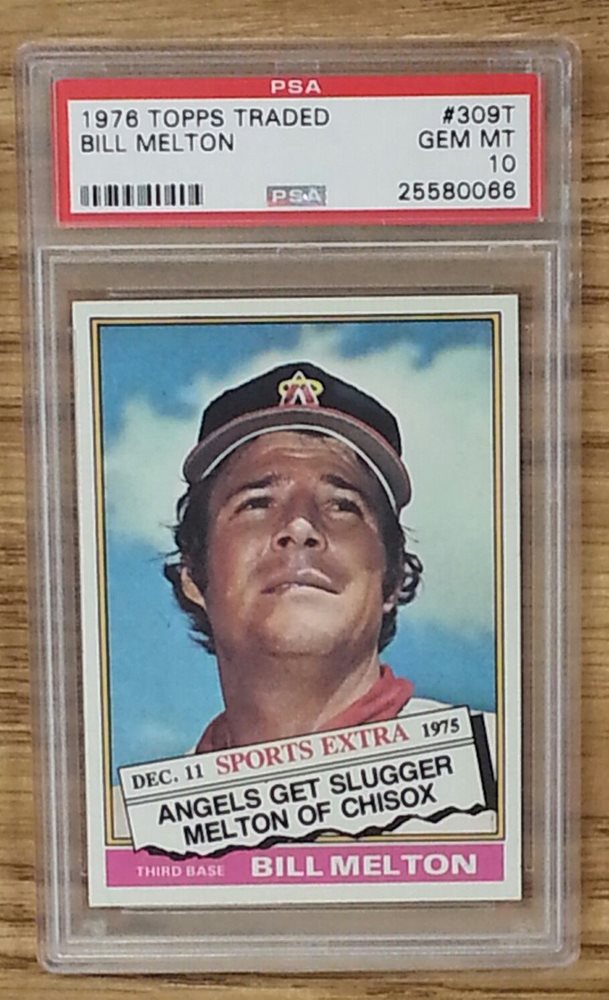 PSA
1976 TOPPS TRADED #309T
BILL MELTON GEM MT
10
PSA 25580066
DEC. 11 SPORTS EXTRA 1975
ANGELS GET SLUGGER
MELTON OF CHISOX
THIRD BASE BILL MELTON